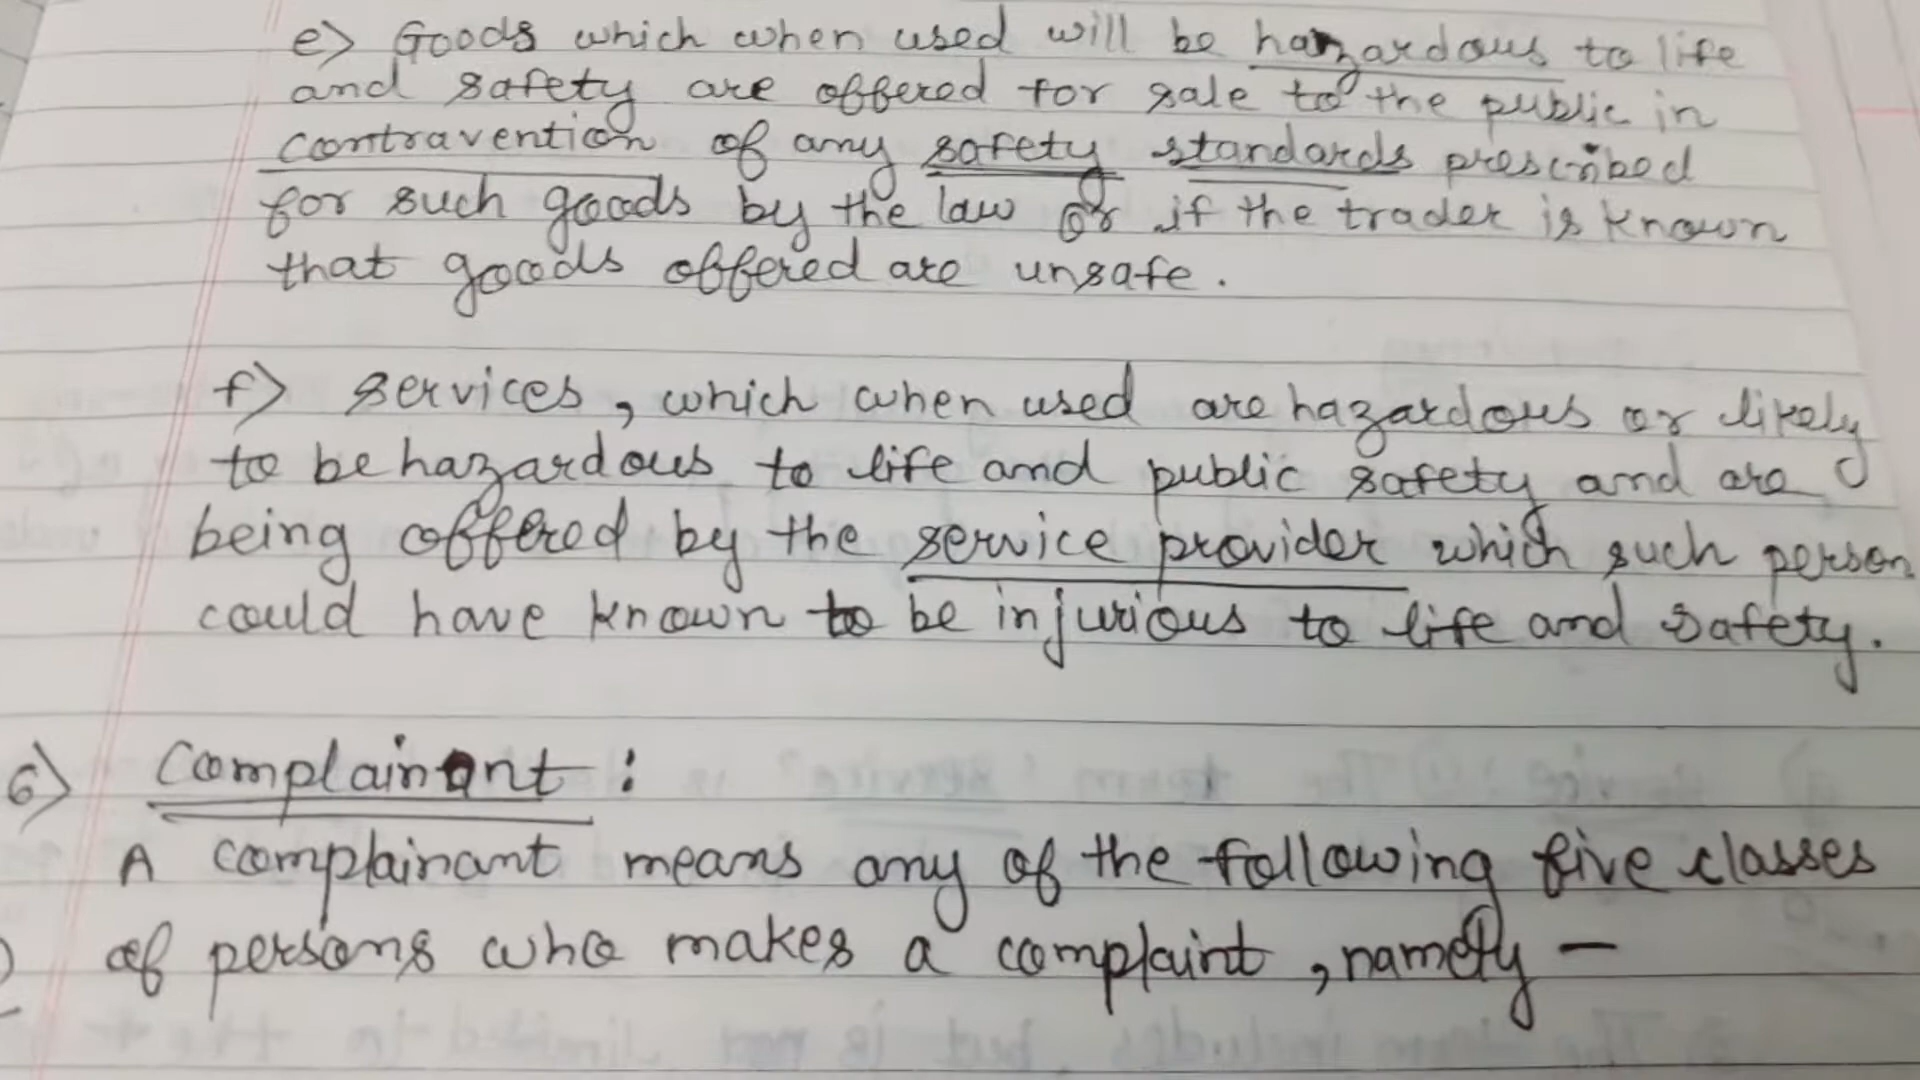 e) Goods which when used will be hazardous to life
and safety are offered for sale to the public in
contravention of any safety standards prescribed
for such goods by the law or if the trader is known
that goods offered are unsafe.
f) services, which when used are hazardous or likely
to be hazardous to life and public safety and are
being offered by the service provider which such person
could have known to be injurious to life and safety.
6) Complainant :
A complainant means any of the following five classes
of persons who makes a complaint, namely -